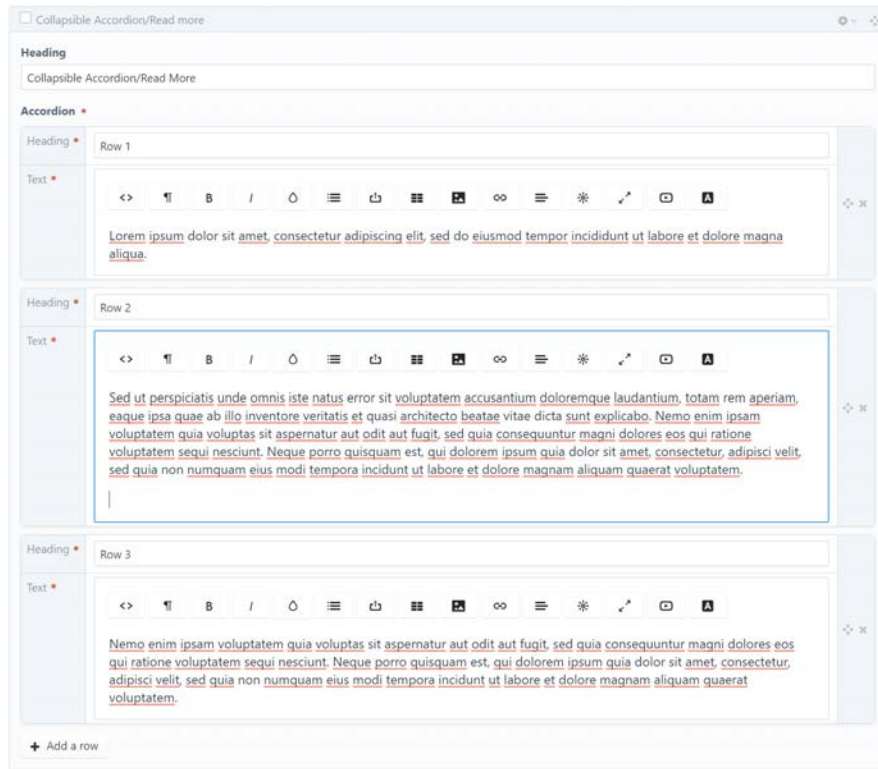 Collapsible Accordion/Read more
Heading
Collapsible Accordion/Read More
Accordion
Heading
Row 1
Text
B I A
Lorem ipsum dolor sit amet, consectetur adipiscing elit, sed do eiusmod tempor incididunt ut labore et dolore magna
aliqua.
Heading
Row 2
Text
B I A
Sed ut perspiciatis unde omnis iste natus error sit voluptatem accusantium doloremque laudantium, totam rem aperiam,
eaque ipsa quae ab illo inventore veritatis et quasi architecto beatae vitae dicta sunt explicabo. Nemo enim ipsam
voluptatem quia voluptas sit aspernatur aut odit aut fugit, sed quia consequuntur magni dolores eos qui ratione
voluptatem sequi nesciunt. Neque porro quisquam est, qui dolorem ipsum quia dolor sit amet, consectetur, adipisci velit,
sed quia non numquam eius modi tempora incidunt ut labore et dolore magnam aliquam quaerat voluptatem.
Heading
Row 3
Text
B I A
Nemo enim ipsam voluptatem quia voluptas sit aspernatur aut odit aut fugit, sed quia consequuntur magni dolores eos
qui ratione voluptatem sequi nesciunt. Neque porro quisquam est, qui dolorem ipsum quia dolor sit amet, consectetur,
adipisci velit, sed quia non numquam eius modi tempora incidunt ut labore et dolore magnam aliquam quaerat
voluptatem.
Add a row